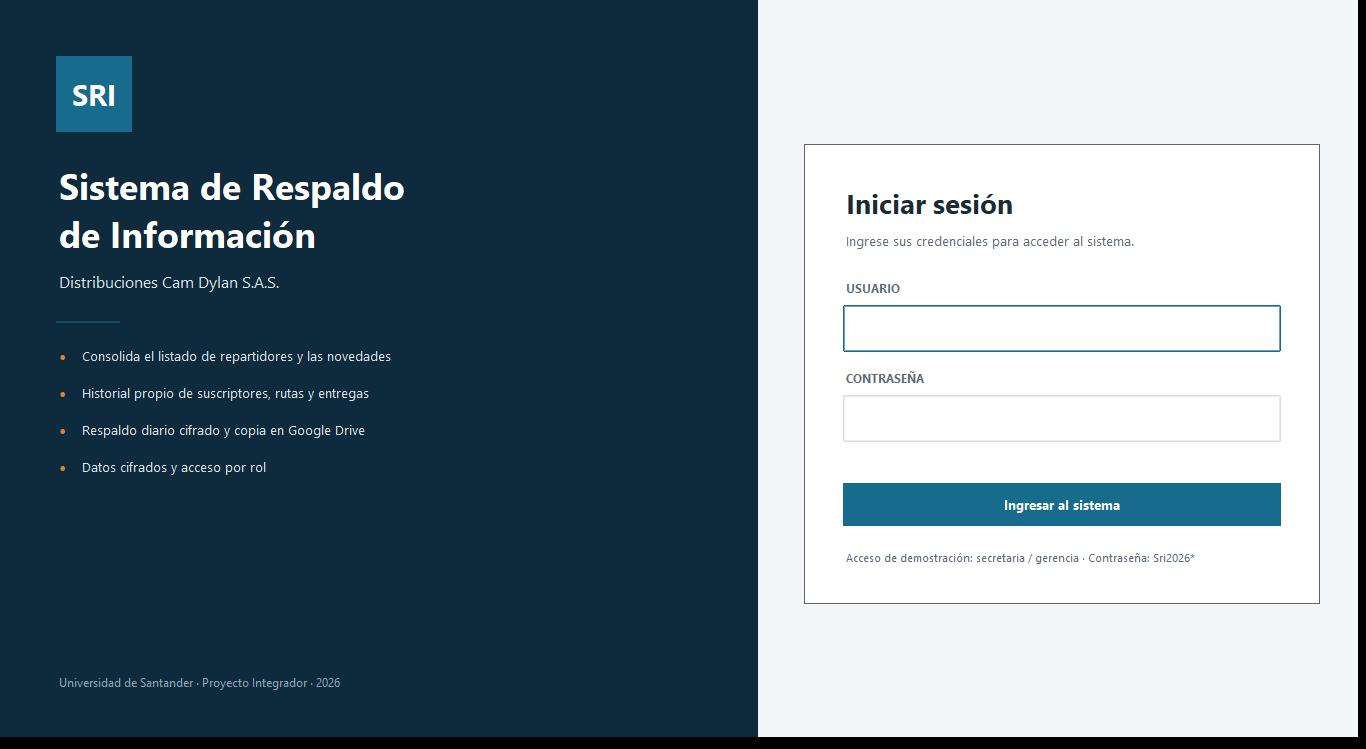 SRI
Sistema de Respaldo
de Información
Distribuciones Cam Dylan S.A.S.
• Consolida el listado de repartidores y las novedades
• Historial propio de suscriptores, rutas y entregas
• Respaldo diario cifrado y copia en Google Drive
• Datos cifrados y acceso por rol
Universidad de Santander · Proyecto Integrador · 2026
Iniciar sesión
Ingrese sus credenciales para acceder al sistema.
USUARIO
CONTRASEÑA
Ingresar al sistema
Acceso de demostración: secretaria / gerencia · Contraseña: Sri2026*